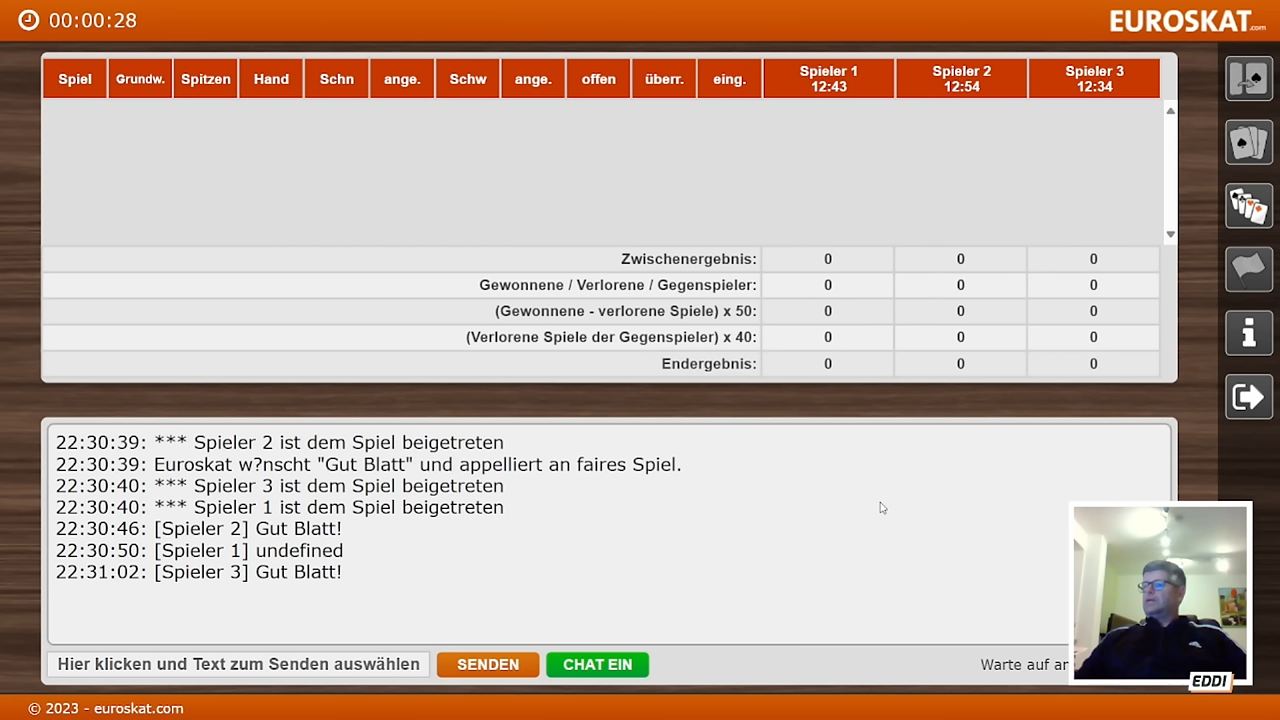 00:00:28
EUROSKAT.com
Spiel Grundw. Spitzen Hand Schn ange. Schw ange. offen überr. eing. Spieler 1 Spieler 2 Spieler 3
12:43 12:54 12:34
Zwischenergebnis: 0 0 0
Gewonnene / Verlorene / Gegenspieler: 0 0 0
(Gewonnene - verlorene Spiele) x 50: 0 0 0
(Verlorene Spiele der Gegenspieler) x 40: 0 0 0
Endergebnis: 0 0 0
22:30:39: *** Spieler 2 ist dem Spiel beigetreten
22:30:39: Euroskat w?nscht "Gut Blatt" und appelliert an faires Spiel.
22:30:40: *** Spieler 3 ist dem Spiel beigetreten
22:30:40: *** Spieler 1 ist dem Spiel beigetreten
22:30:46: [Spieler 2] Gut Blatt!
22:30:50: [Spieler 1] undefined
22:31:02: [Spieler 3] Gut Blatt!
Hier klicken und Text zum Senden auswählen SENDEN CHAT EIN Warte auf
EDDI
© 2023 - euroskat.com